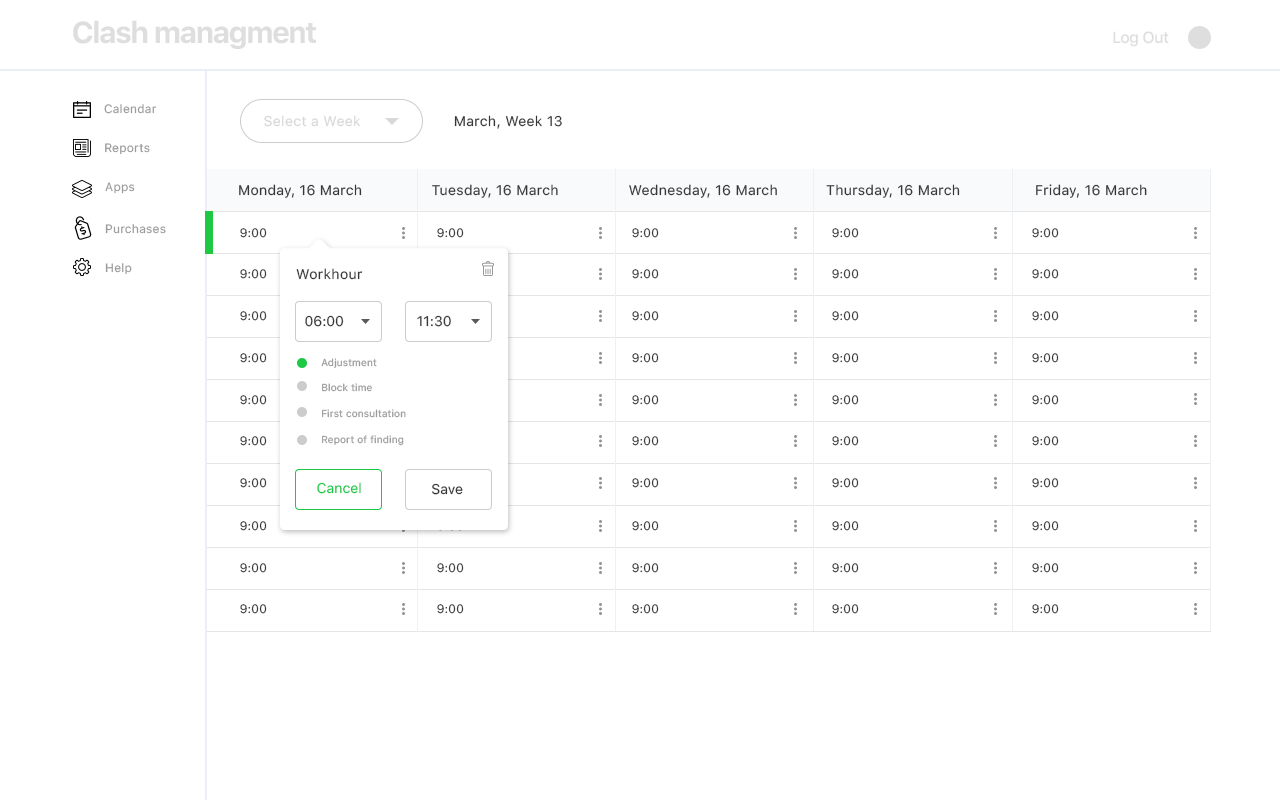 Clash managment
Log Out
Calendar
Reports
Apps
Purchases
Help
Select a Week
March, Week 13
Monday, 16 March Tuesday, 16 March Wednesday, 16 March Thursday, 16 March Friday, 16 March
9:00 9:00 9:00 9:00 9:00
9:00 9:00 9:00 9:00
9:00 9:00 9:00 9:00
9:00 9:00 9:00 9:00
9:00 9:00 9:00 9:00
9:00 9:00 9:00 9:00
9:00 9:00 9:00 9:00
9:00 9:00 9:00 9:00
9:00 9:00 9:00 9:00 9:00
9:00 9:00 9:00 9:00 9:00
Workhour
06:00 11:30
Adjustment
Block time
First consultation
Report of finding
Cancel Save